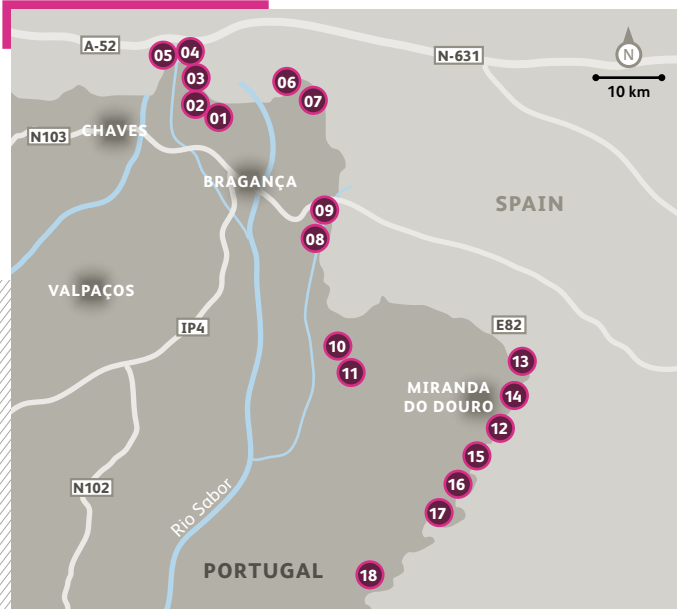 A-52
05
04
N-631
N
03
06
10 km
02
07
01
N103
CHAVES
BRAGANÇA
SPAIN
09
08
VALPAÇOS
IP4
E82
10
13
11
MIRANDA
DO DOURO
14
12
15
N102
16
Rio Sabor
17
PORTUGAL
18